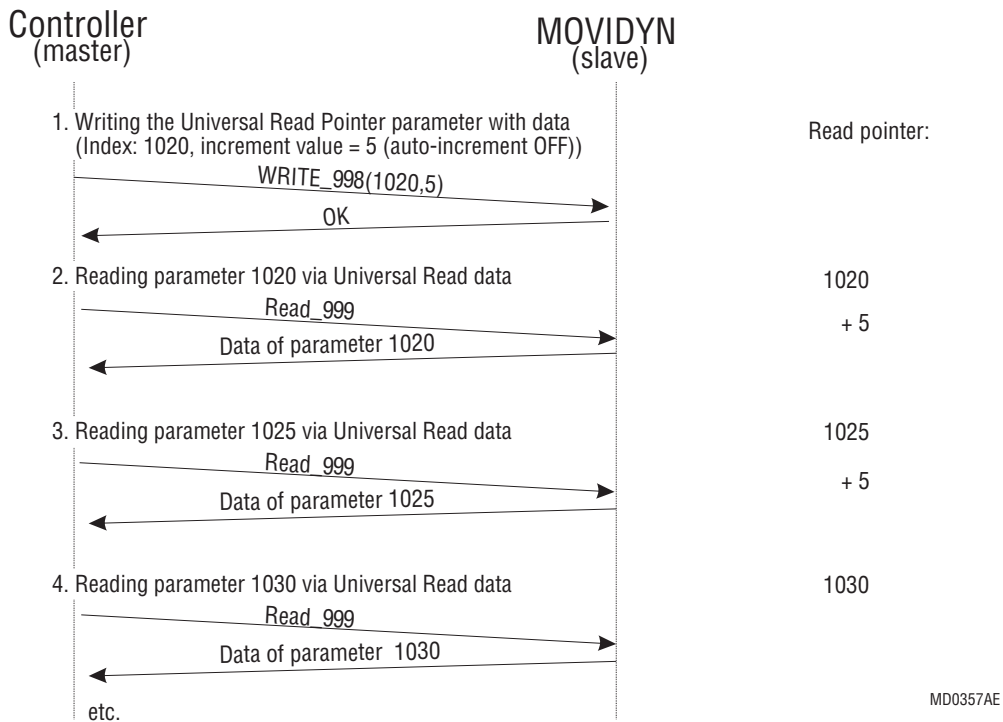 Controller
(master)
MOVIDYN
(slave)
1. Writing the Universal Read Pointer parameter with data
(Index: 1020, increment value = 5 (auto-increment OFF))
Read pointer:
WRITE_998(1020,5)
OK
2. Reading parameter 1020 via Universal Read data
1020
Read_999
+ 5
Data of parameter 1020
3. Reading parameter 1025 via Universal Read data
1025
Read_999
+ 5
Data of parameter 1025
4. Reading parameter 1030 via Universal Read data
1030
Read_999
Data of parameter 1030
etc.
MD0357AE